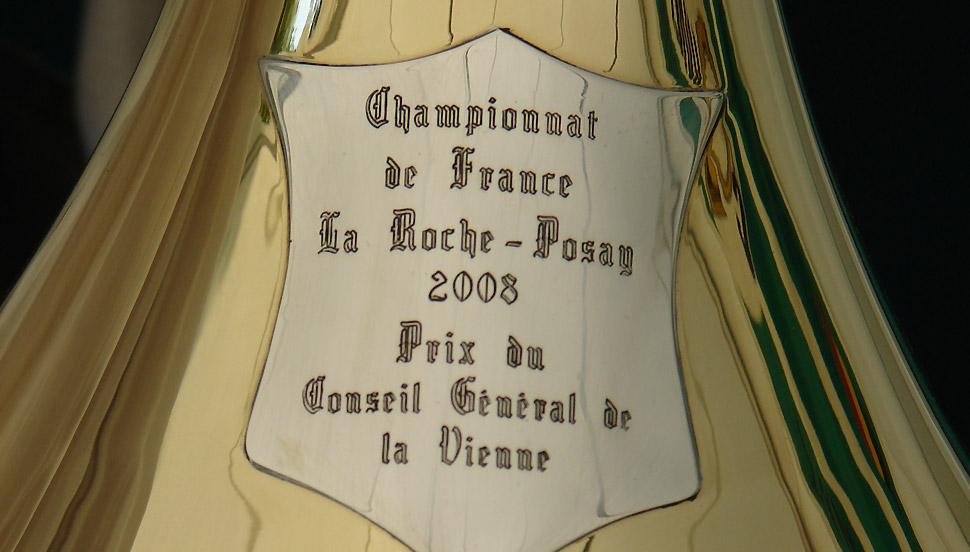 Championnat
de France
La Roche-Posay
2008
Prix du
Conseil Général de
la Vienne